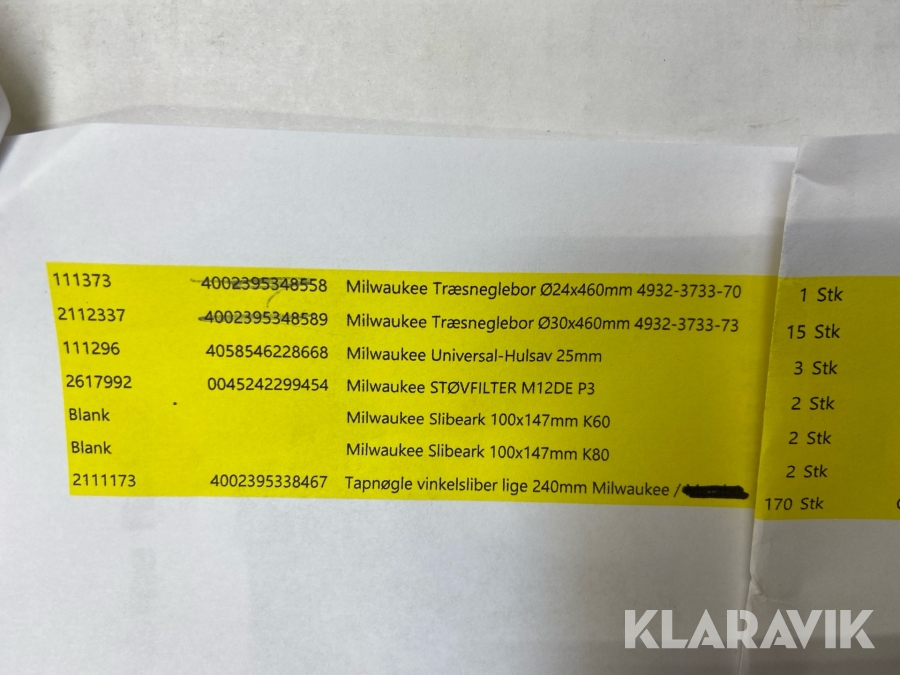 111373 4002395348558 Milwaukee Træsneglebor Ø24x460mm 4932-3733-70 1 Stk
2112337 4002395348589 Milwaukee Træsneglebor Ø30x460mm 4932-3733-73 15 Stk
111296 4058546228668 Milwaukee Universal-Hulsav 25mm 3 Stk
2617992 0045242299454 Milwaukee STØVFILTER M12DE P3 2 Stk
Blank Milwaukee Slibeark 100x147mm K60 2 Stk
Blank Milwaukee Slibeark 100x147mm K80 2 Stk
2111173 4002395338467 Tapnøgle vinkelsliber lige 240mm Milwaukee / 170 Stk
KLARAVIK